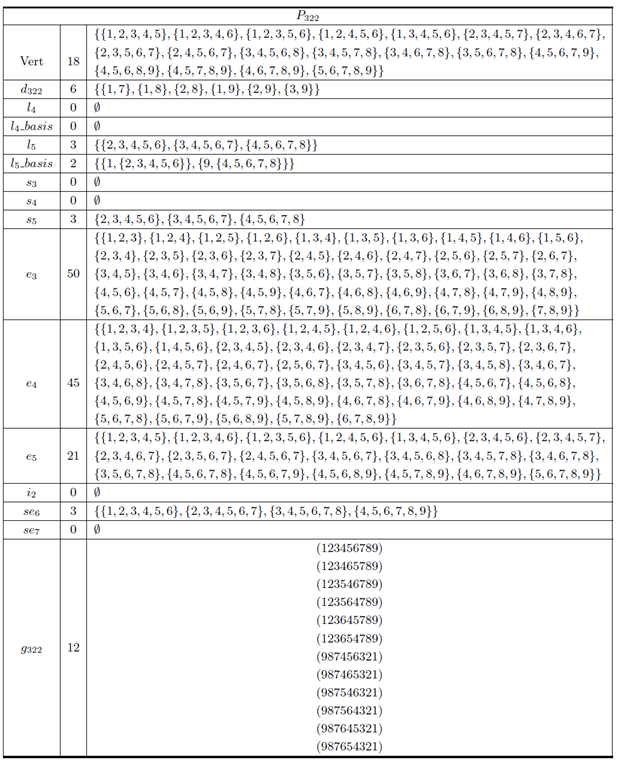 P_322
{{1, 2, 3, 4, 5}, {1, 2, 3, 4, 6}, {1, 2, 3, 5, 6}, {1, 2, 4, 5, 6}, {1, 3, 4, 5, 6}, {2, 3, 4, 5, 7}, {2, 3, 4, 6, 7},
Vert 18 {2, 3, 5, 6, 7}, {2, 4, 5, 6, 7}, {3, 4, 5, 6, 8}, {3, 4, 5, 7, 8}, {3, 4, 6, 7, 8}, {3, 5, 6, 7, 8}, {4, 5, 6, 7, 9},
{4, 5, 6, 8, 9}, {4, 5, 7, 8, 9}, {4, 6, 7, 8, 9}, {5, 6, 7, 8, 9}}
d_322 6 {{1, 7}, {1, 8}, {2, 8}, {1, 9}, {2, 9}, {3, 9}}
l_4 0 ∅
l_4_basis 0 ∅
l_5 3 {{2, 3, 4, 5, 6}, {3, 4, 5, 6, 7}, {4, 5, 6, 7, 8}}
l_5_basis 2 {{1, {2, 3, 4, 5, 6}}, {9, {4, 5, 6, 7, 8}}}
s_3 0 ∅
s_4 0 ∅
s_5 3 {2, 3, 4, 5, 6}, {3, 4, 5, 6, 7}, {4, 5, 6, 7, 8}
{{1, 2, 3}, {1, 2, 4}, {1, 2, 5}, {1, 2, 6}, {1, 3, 4}, {1, 3, 5}, {1, 3, 6}, {1, 4, 5}, {1, 4, 6}, {1, 5, 6},
{2, 3, 4}, {2, 3, 5}, {2, 3, 6}, {2, 3, 7}, {2, 4, 5}, {2, 4, 6}, {2, 4, 7}, {2, 5, 6}, {2, 5, 7}, {2, 6, 7},
e_3 50 {3, 4, 5}, {3, 4, 6}, {3, 4, 7}, {3, 4, 8}, {3, 5, 6}, {3, 5, 7}, {3, 5, 8}, {3, 6, 7}, {3, 6, 8}, {3, 7, 8},
{4, 5, 6}, {4, 5, 7}, {4, 5, 8}, {4, 5, 9}, {4, 6, 7}, {4, 6, 8}, {4, 6, 9}, {4, 7, 8}, {4, 7, 9}, {4, 8, 9},
{5, 6, 7}, {5, 6, 8}, {5, 6, 9}, {5, 7, 8}, {5, 7, 9}, {5, 8, 9}, {6, 7, 8}, {6, 7, 9}, {6, 8, 9}, {7, 8, 9}}
{{1, 2, 3, 4}, {1, 2, 3, 5}, {1, 2, 3, 6}, {1, 2, 4, 5}, {1, 2, 4, 6}, {1, 2, 5, 6}, {1, 3, 4, 5}, {1, 3, 4, 6},
{1, 3, 5, 6}, {1, 4, 5, 6}, {2, 3, 4, 5}, {2, 3, 4, 6}, {2, 3, 4, 7}, {2, 3, 5, 6}, {2, 3, 5, 7}, {2, 3, 6, 7},
e_4 45 {2, 4, 5, 6}, {2, 4, 5, 7}, {2, 4, 6, 7}, {2, 5, 6, 7}, {3, 4, 5, 6}, {3, 4, 5, 7}, {3, 4, 5, 8}, {3, 4, 6, 7},
{3, 4, 6, 8}, {3, 4, 7, 8}, {3, 5, 6, 7}, {3, 5, 6, 8}, {3, 5, 7, 8}, {3, 6, 7, 8}, {4, 5, 6, 7}, {4, 5, 6, 8},
{4, 5, 6, 9}, {4, 5, 7, 8}, {4, 5, 7, 9}, {4, 5, 8, 9}, {4, 6, 7, 8}, {4, 6, 7, 9}, {4, 6, 8, 9}, {4, 7, 8, 9},
{5, 6, 7, 8}, {5, 6, 7, 9}, {5, 6, 8, 9}, {5, 7, 8, 9}, {6, 7, 8, 9}}
{{1, 2, 3, 4, 5}, {1, 2, 3, 4, 6}, {1, 2, 3, 5, 6}, {1, 2, 4, 5, 6}, {1, 3, 4, 5, 6}, {2, 3, 4, 5, 6}, {2, 3, 4, 5, 7},
e_5 21 {2, 3, 4, 6, 7}, {2, 3, 5, 6, 7}, {2, 4, 5, 6, 7}, {3, 4, 5, 6, 7}, {3, 4, 5, 6, 8}, {3, 4, 5, 7, 8}, {3, 4, 6, 7, 8},
{3, 5, 6, 7, 8}, {4, 5, 6, 7, 8}, {4, 5, 6, 7, 9}, {4, 5, 6, 8, 9}, {4, 5, 7, 8, 9}, {4, 6, 7, 8, 9}, {5, 6, 7, 8, 9}}
i_2 0 ∅
se_6 3 {{1, 2, 3, 4, 5, 6}, {2, 3, 4, 5, 6, 7}, {3, 4, 5, 6, 7, 8}, {4, 5, 6, 7, 8, 9}}
se_7 0 ∅
(123456789)
(123465789)
(123546789)
(123564789)
(123645789)
(123654789)
g_322 12
(987456321)
(987465321)
(987546321)
(987564321)
(987645321)
(987654321)